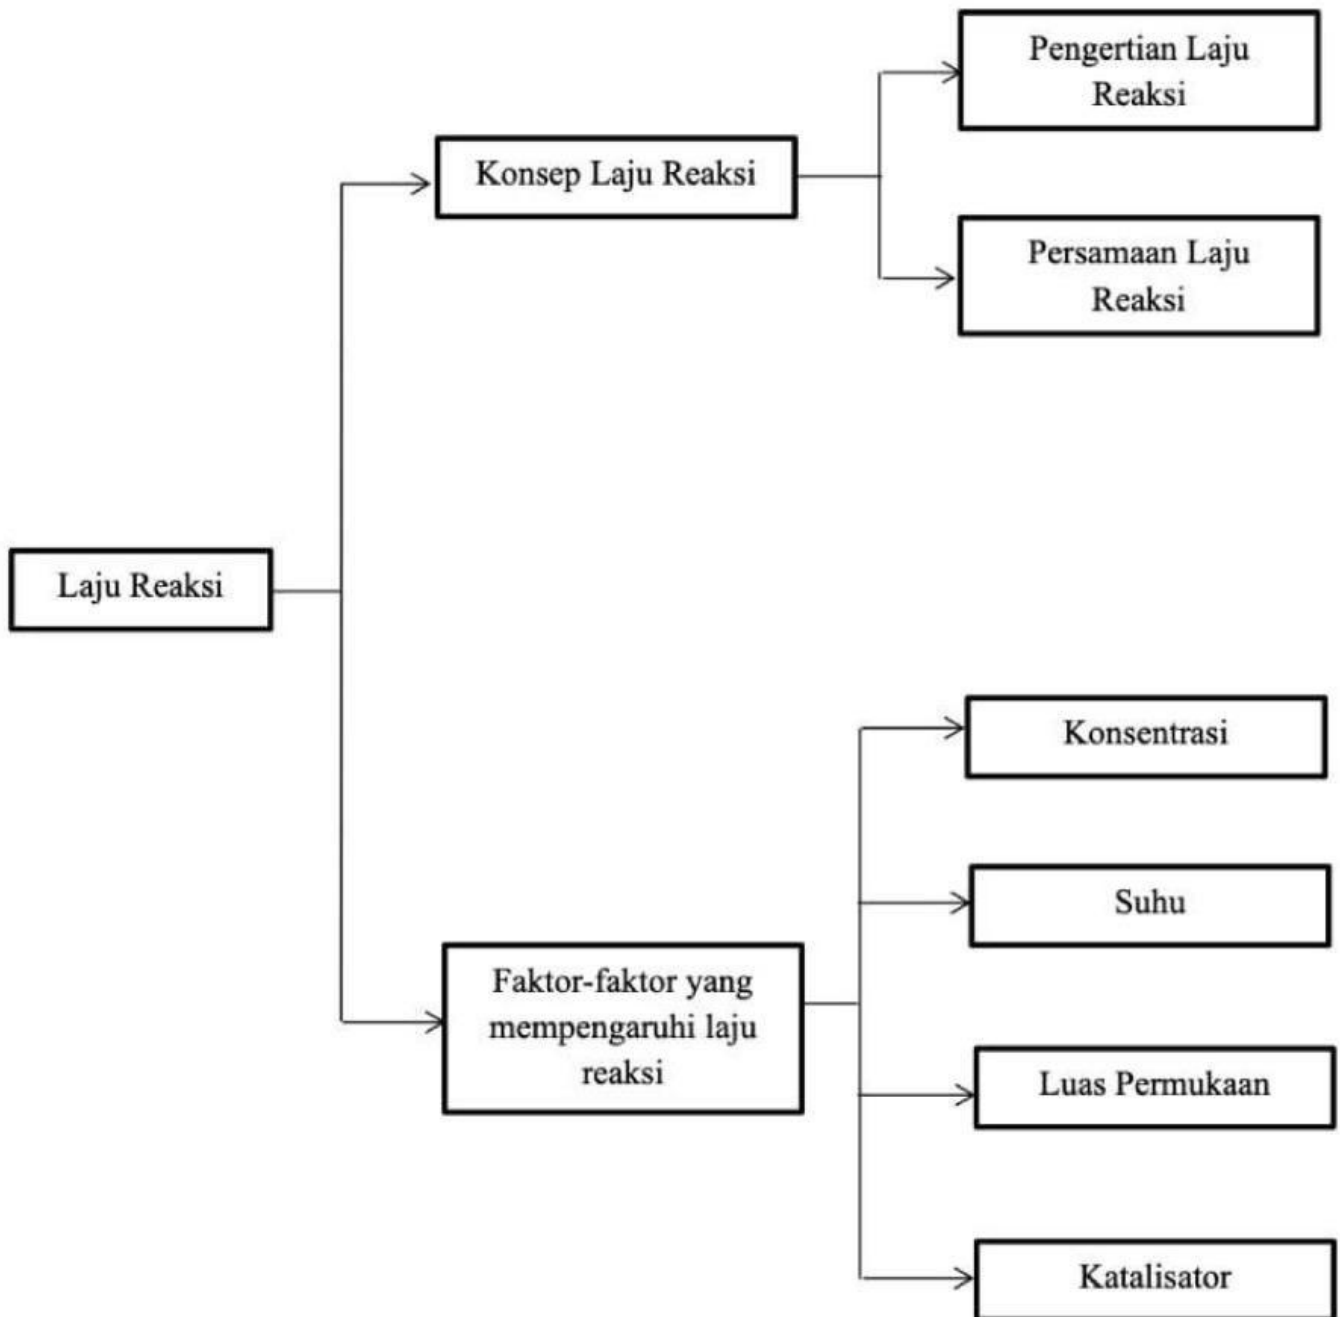 Pengertian Laju
Reaksi
Konsep Laju Reaksi
Persamaan Laju
Reaksi
Laju Reaksi
Konsentrasi
Suhu
Faktor-faktor yang
mempengaruhi laju
reaksi
Luas Permukaan
Katalisator